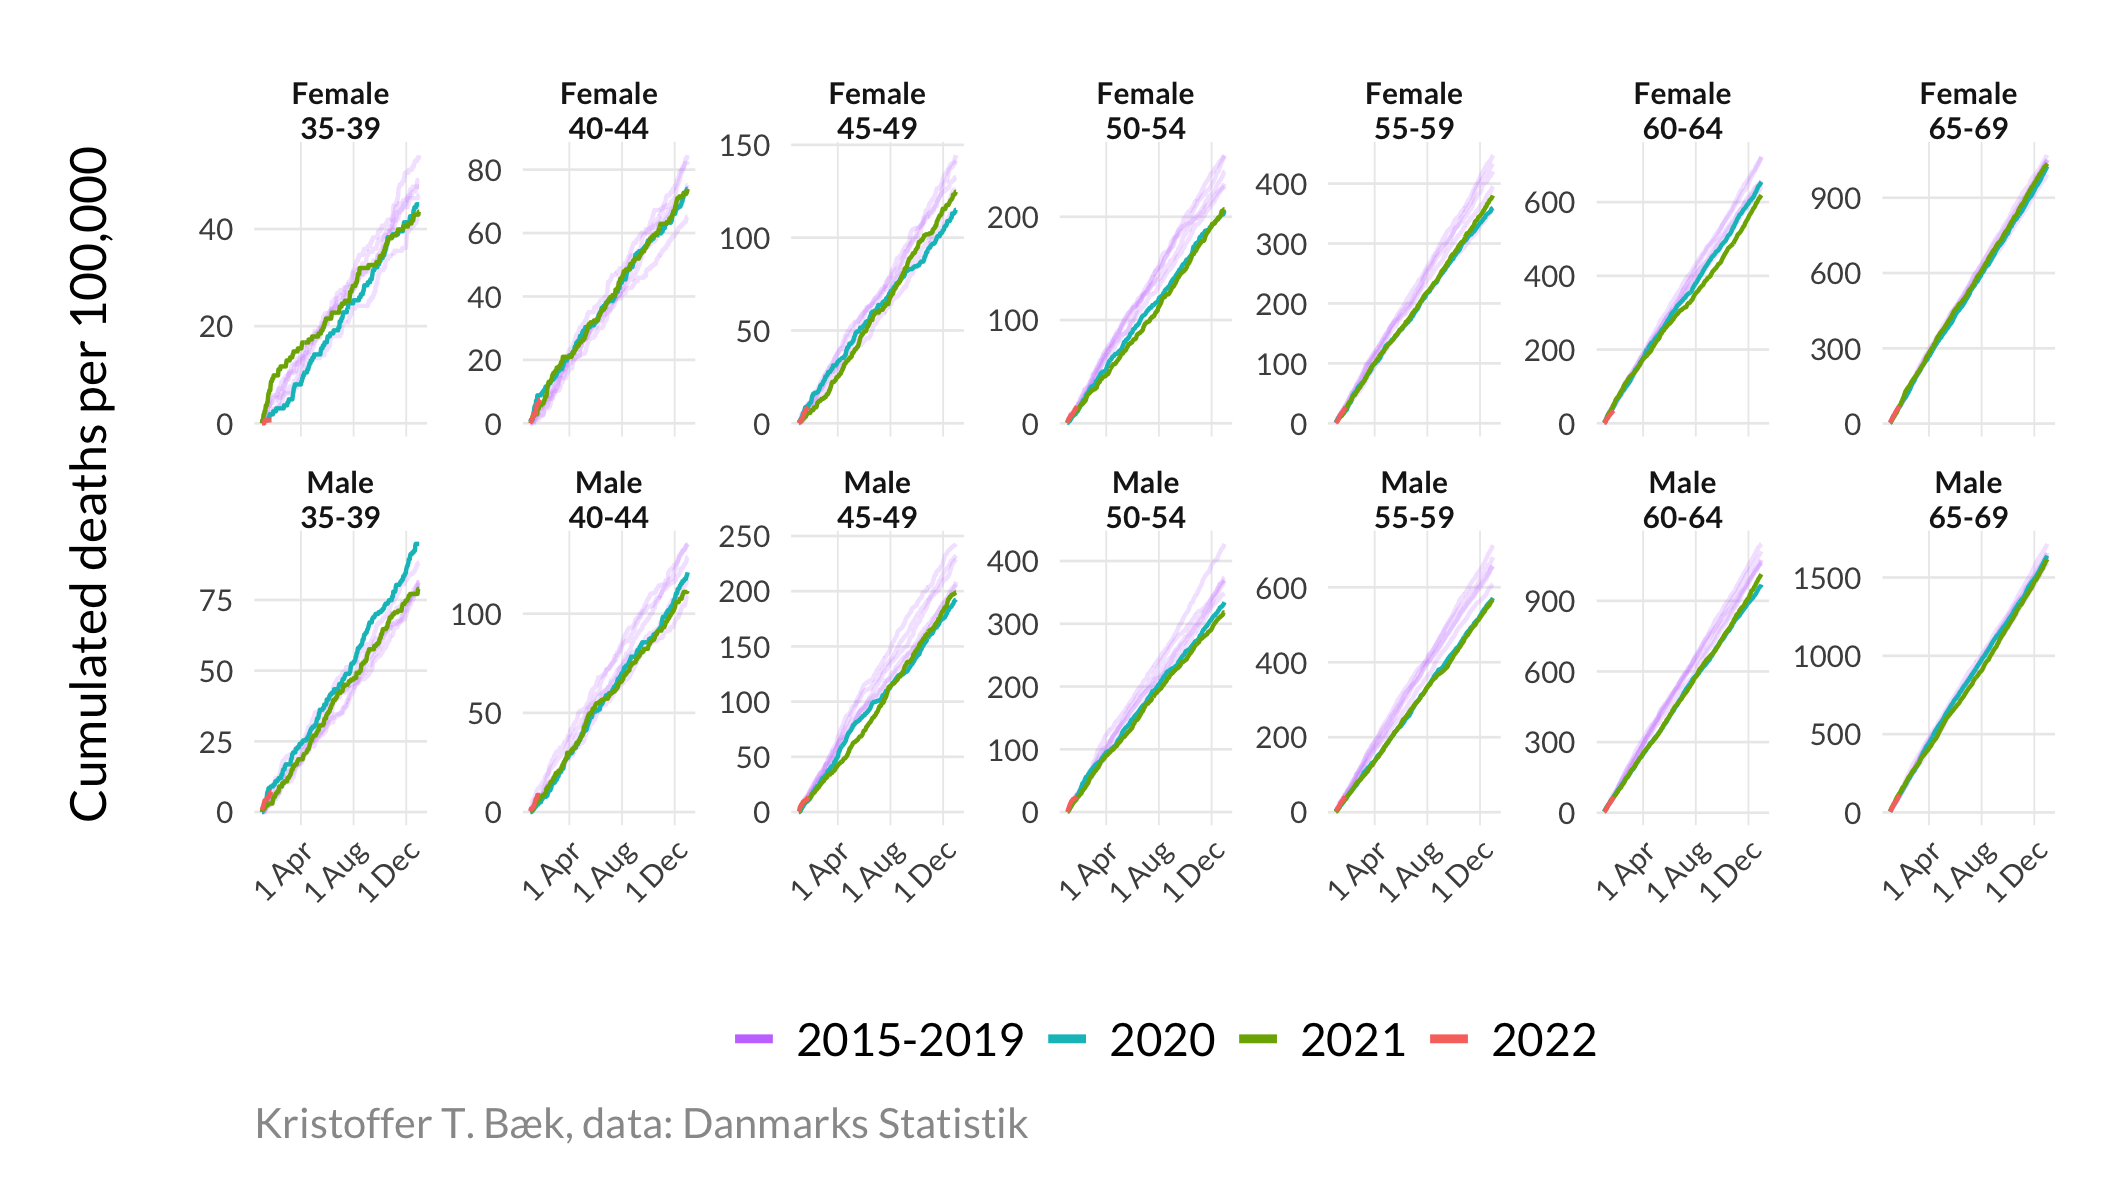 Cumulated deaths per 100,000
Female
35-39
Female
40-44
Female
45-49
Female
50-54
Female
55-59
Female
60-64
Female
65-69
40
20
0
80
60
40
20
0
150
100
50
0
200
100
0
400
300
200
100
0
600
400
200
0
900
600
300
0
Male
35-39
Male
40-44
Male
45-49
Male
50-54
Male
55-59
Male
60-64
Male
65-69
75
50
25
0
100
50
0
250
200
150
100
50
0
400
300
200
100
0
600
400
200
0
900
600
300
0
1500
1000
500
0
1 Apr
1 Aug
1 Dec
1 Apr
1 Aug
1 Dec
1 Apr
1 Aug
1 Dec
1 Apr
1 Aug
1 Dec
1 Apr
1 Aug
1 Dec
1 Apr
1 Aug
1 Dec
1 Apr
1 Aug
1 Dec
2015-2019 2020 2021 2022
Kristoffer T. Bæk, data: Danmarks Statistik